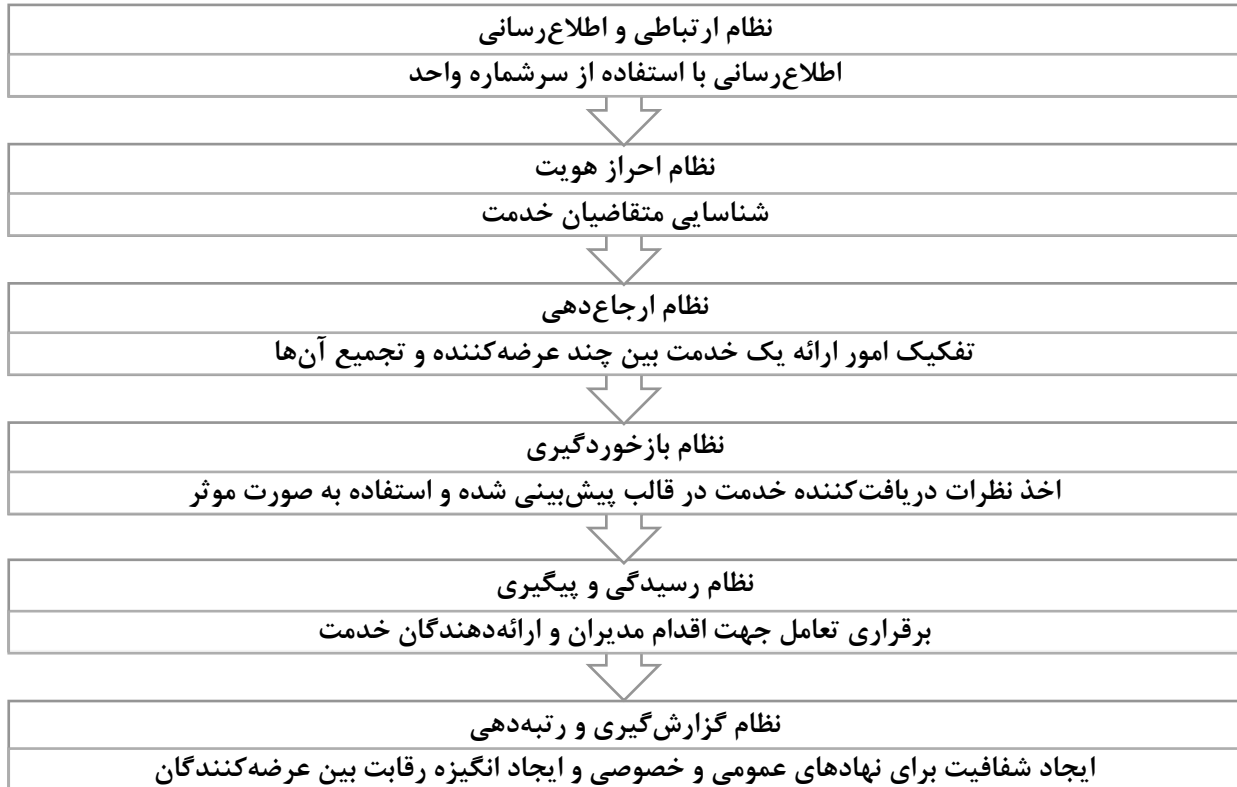 نظام ارتباطی و اطلاع‌رسانی
اطلاع‌رسانی با استفاده از سرشماره واحد
نظام احراز هویت
شناسایی متقاضیان خدمت
نظام ارجاع‌دهی
تفکیک امور ارائه یک خدمت بین چند عرضه‌کننده و تجمیع آن‌ها
نظام بازخوردگیری
اخذ نظرات دریافت‌کننده خدمت در قالب پیش‌بینی شده و استفاده به صورت موثر
نظام رسیدگی و پیگیری
برقراری تعامل جهت اقدام مدیران و ارائه‌دهندگان خدمت
نظام گزارش‌گیری و رتبه‌دهی
ایجاد شفافیت برای نهادهای عمومی و خصوصی و ایجاد انگیزه رقابت بین عرضه‌کنندگان